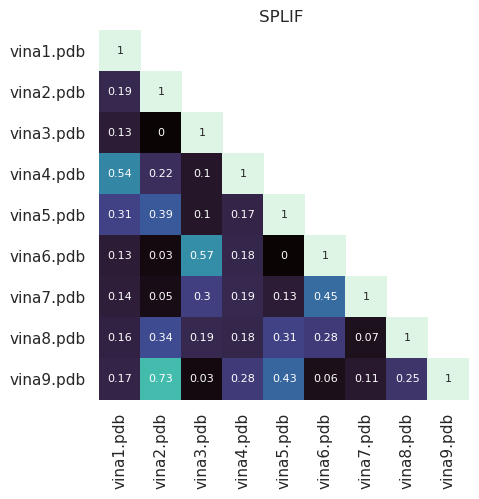 SPLIF
vina1.pdb 1
vina2.pdb 0.19 1
vina3.pdb 0.13 0 1
vina4.pdb 0.54 0.22 0.1 1
vina5.pdb 0.31 0.39 0.1 0.17 1
vina6.pdb 0.13 0.03 0.57 0.18 0 1
vina7.pdb 0.14 0.05 0.3 0.19 0.13 0.45 1
vina8.pdb 0.16 0.34 0.19 0.18 0.31 0.28 0.07 1
vina9.pdb 0.17 0.73 0.03 0.28 0.43 0.06 0.11 0.25 1
vina1.pdb
vina2.pdb
vina3.pdb
vina4.pdb
vina5.pdb
vina6.pdb
vina7.pdb
vina8.pdb
vina9.pdb